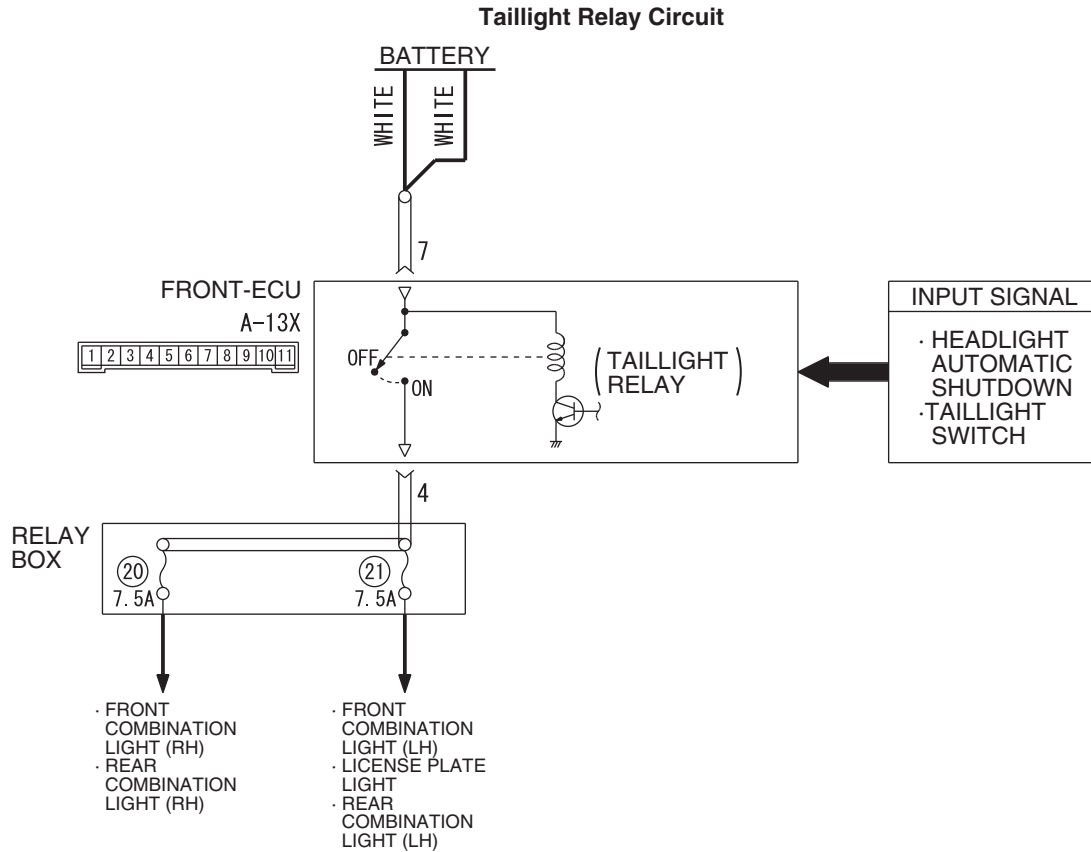 Taillight Relay Circuit
BATTERY
WHITE
WHITE
7
FRONT-ECU
A-13X
1 2 3 4 5 6 7 8 9 10 11
OFF
ON
(TAILLIGHT
RELAY)
INPUT SIGNAL
· HEADLIGHT
AUTOMATIC
SHUTDOWN
·TAILLIGHT
SWITCH
4
RELAY
BOX
20
7.5A
21
7.5A
· FRONT
COMBINATION
LIGHT (RH)
· REAR
COMBINATION
LIGHT (RH)
· FRONT
COMBINATION
LIGHT (LH)
· LICENSE PLATE
LIGHT
· REAR
COMBINATION
LIGHT (LH)